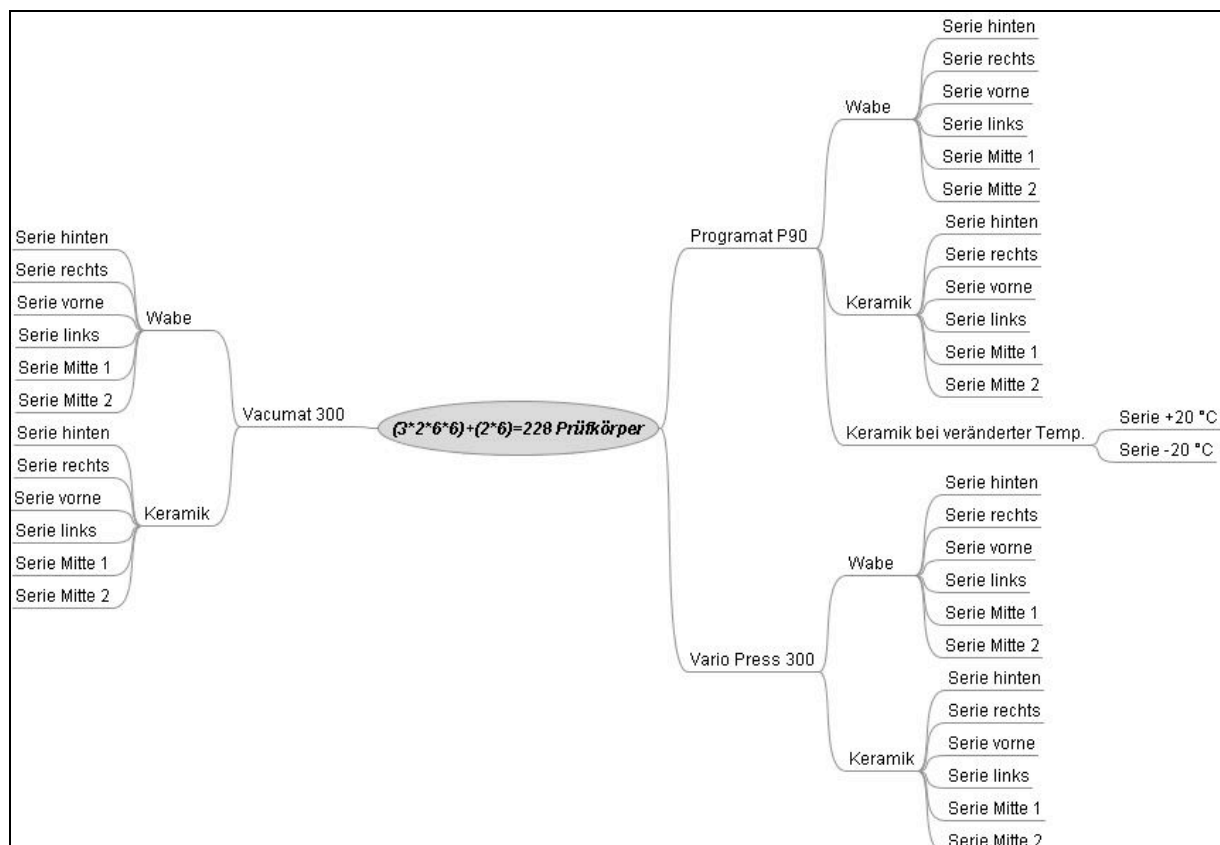 (3*2*6*6)+(2*6)=228 Prüfkörper
Vacumat 300
Wabe
Serie hinten
Serie rechts
Serie vorne
Serie links
Serie Mitte 1
Serie Mitte 2
Keramik
Serie hinten
Serie rechts
Serie vorne
Serie links
Serie Mitte 1
Serie Mitte 2
Programat P90
Wabe
Serie hinten
Serie rechts
Serie vorne
Serie links
Serie Mitte 1
Serie Mitte 2
Keramik
Serie hinten
Serie rechts
Serie vorne
Serie links
Serie Mitte 1
Serie Mitte 2
Keramik bei veränderter Temp.
Serie +20 °C
Serie -20 °C
Vario Press 300
Wabe
Serie hinten
Serie rechts
Serie vorne
Serie links
Serie Mitte 1
Serie Mitte 2
Keramik
Serie hinten
Serie rechts
Serie vorne
Serie links
Serie Mitte 1
Serie Mitte 2